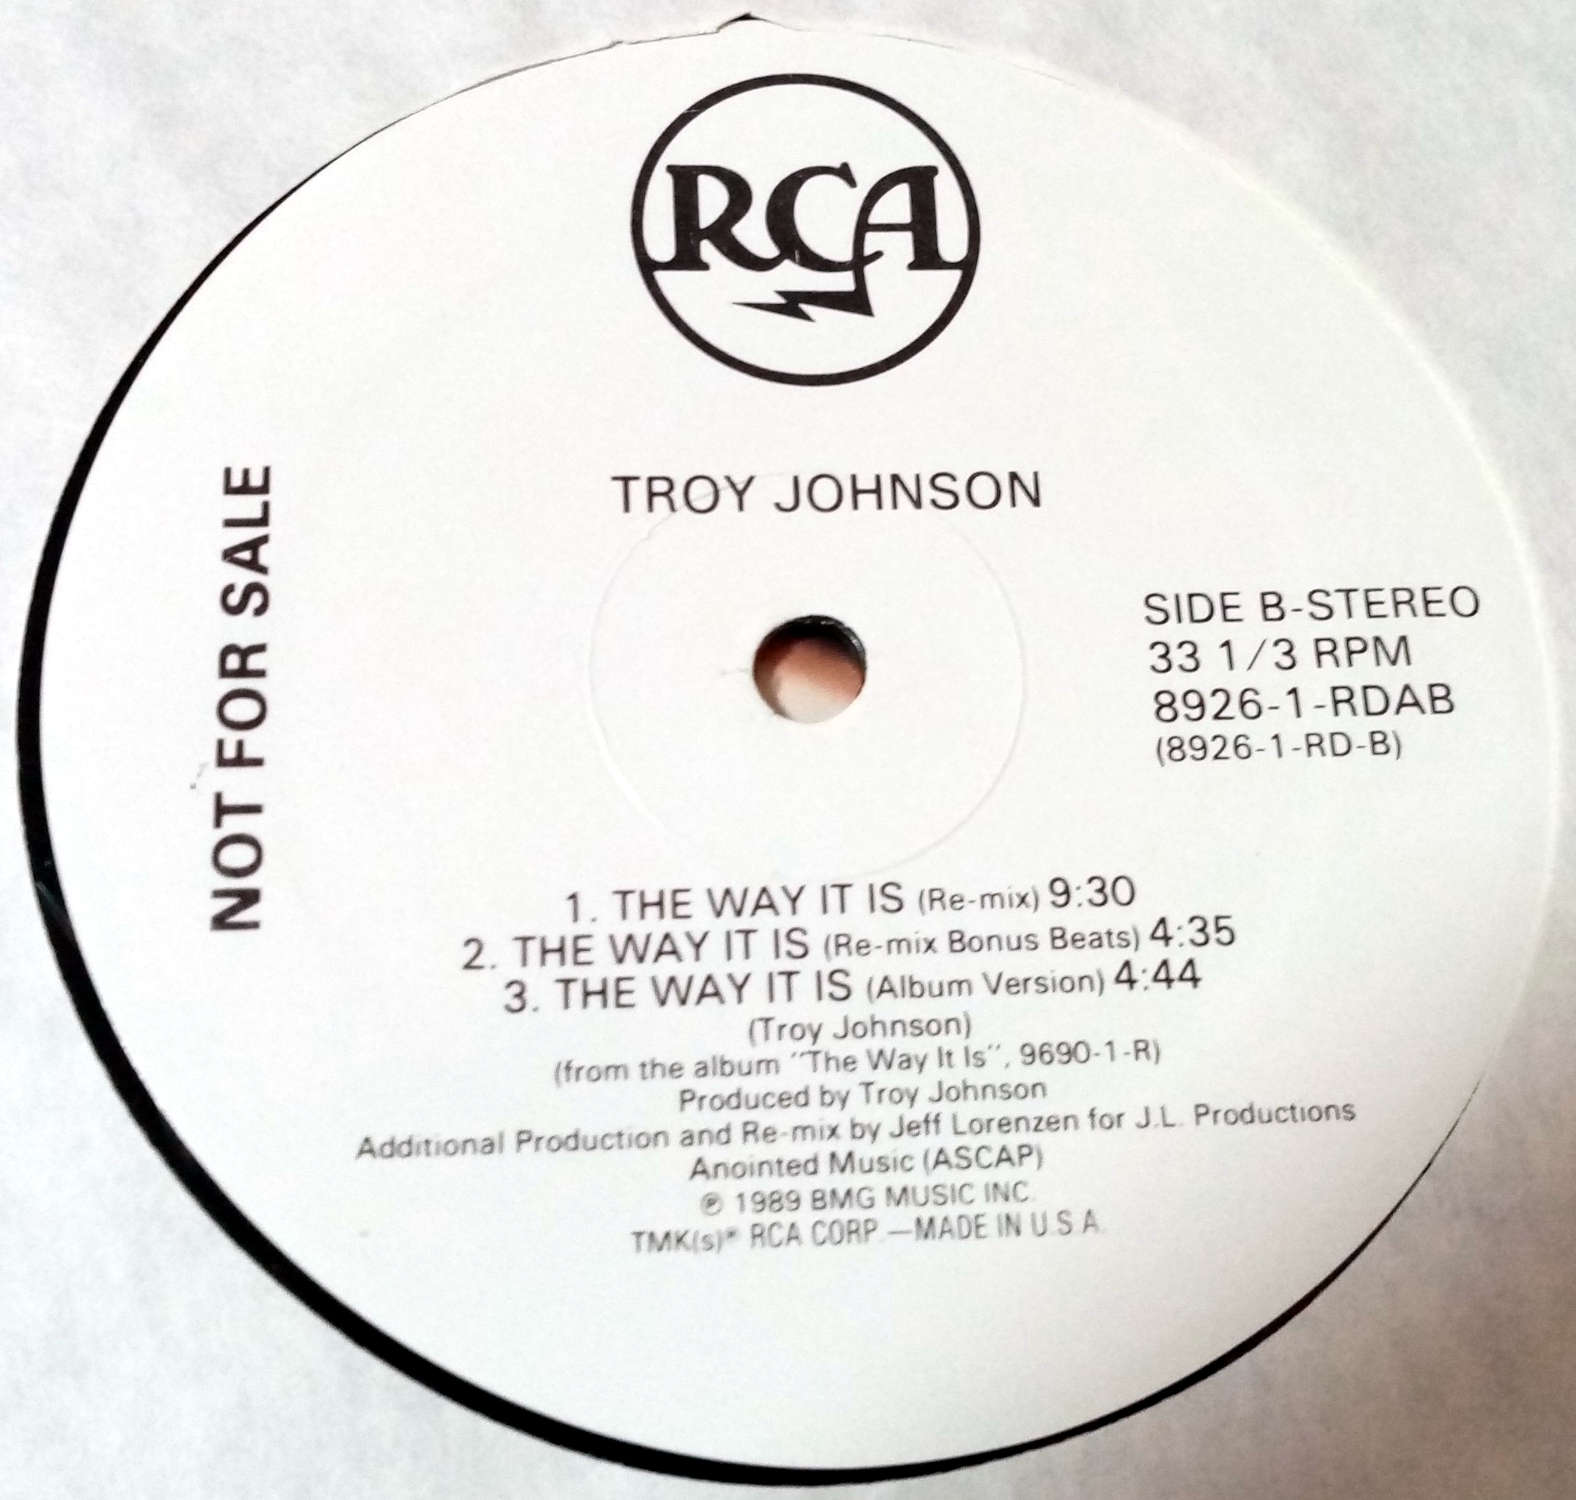 RCA
TROY JOHNSON
NOT FOR SALE
SIDE B-STEREO
33 1/3 RPM
8926-1-RDAB
(8926-1-RD-B)
1. THE WAY IT IS (Re-mix) 9:30
2. THE WAY IT IS (Re-mix Bonus Beats) 4:35
3. THE WAY IT IS (Album Version) 4:44
(Troy Johnson)
(from the album "The Way It Is", 9690-1-R)
Produced by Troy Johnson
Additional Production and Re-mix by Jeff Lorenzen for J.L. Productions
Anointed Music (ASCAP)
℗ 1989 BMG MUSIC INC.
TMK(s)® RCA CORP.—MADE IN U.S.A.